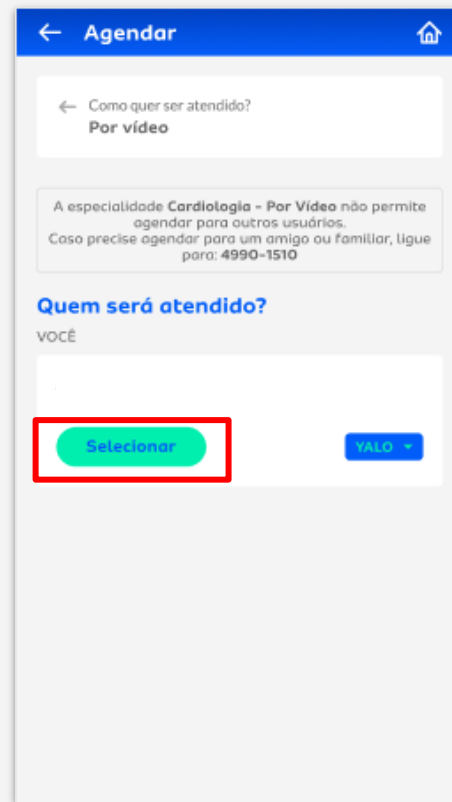 Agendar
Como quer ser atendido?
Por vídeo
A especialidade Cardiologia - Por Vídeo não permite
agendar para outros usuários.
Caso precise agendar para um amigo ou familiar, ligue
para: 4990-1510
Quem será atendido?
VOCÊ
Selecionar
YALO